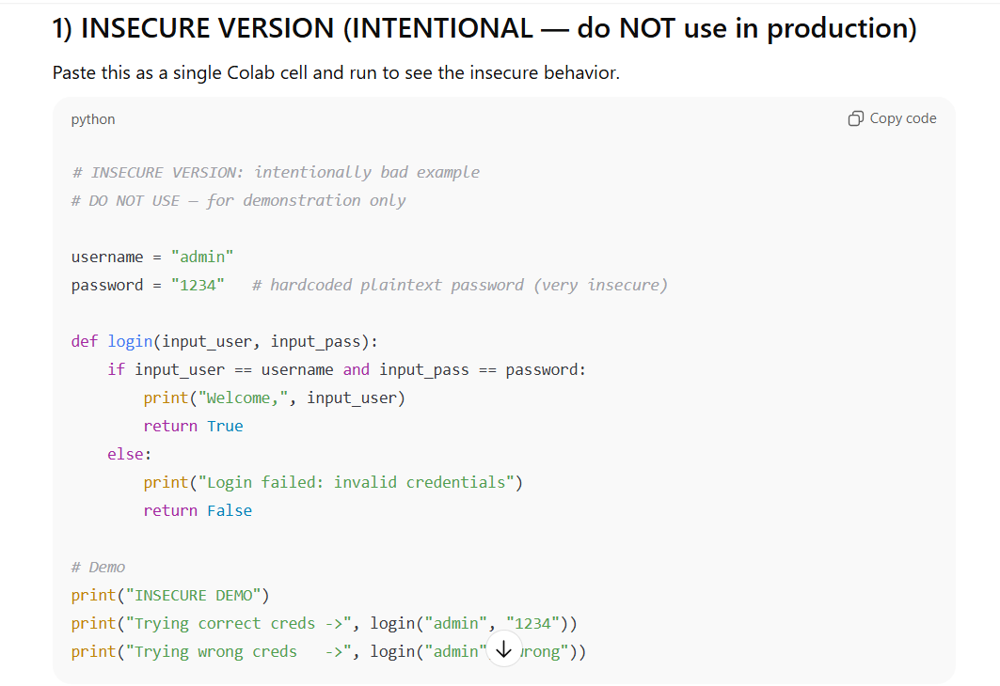 1) INSECURE VERSION (INTENTIONAL — do NOT use in production)
Paste this as a single Colab cell and run to see the insecure behavior.
python
Copy code
# INSECURE VERSION: intentionally bad example
# DO NOT USE — for demonstration only
username = "admin"
password = "1234"   # hardcoded plaintext password (very insecure)
def login(input_user, input_pass):
    if input_user == username and input_pass == password:
        print("Welcome,", input_user)
        return True
    else:
        print("Login failed: invalid credentials")
        return False
# Demo
print("INSECURE DEMO")
print("Trying correct creds ->", login("admin", "1234"))
print("Trying wrong creds   ->", login("admin" rong"))